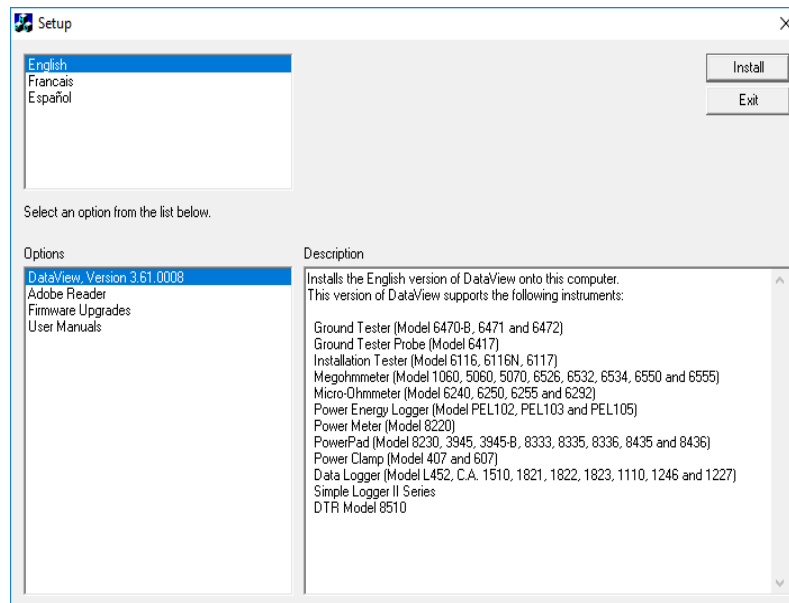 Setup
English
Francais
Español
Install
Exit
Select an option from the list below.
Options
DataView, Version 3.61.0008
Adobe Reader
Firmware Upgrades
User Manuals
Description
Installs the English version of DataView onto this computer.
This version of DataView supports the following instruments:
Ground Tester (Model 6470-B, 6471 and 6472)
Ground Tester Probe (Model 6417)
Installation Tester (Model 6116, 6116N, 6117)
Megohmmeter (Model 1060, 5060, 5070, 6526, 6532, 6534, 6550 and 6555)
Micro-Ohmmeter (Model 6240, 6250, 6255 and 6292)
Power Energy Logger (Model PEL102, PEL103 and PEL105)
Power Meter (Model 8220)
PowerPad (Model 8230, 3945, 3945-B, 8333, 8335, 8336, 8435 and 8436)
Power Clamp (Model 407 and 607)
Data Logger (Model L452, C.A. 1510, 1821, 1822, 1823, 1110, 1246 and 1227)
Simple Logger II Series
DTR Model 8510